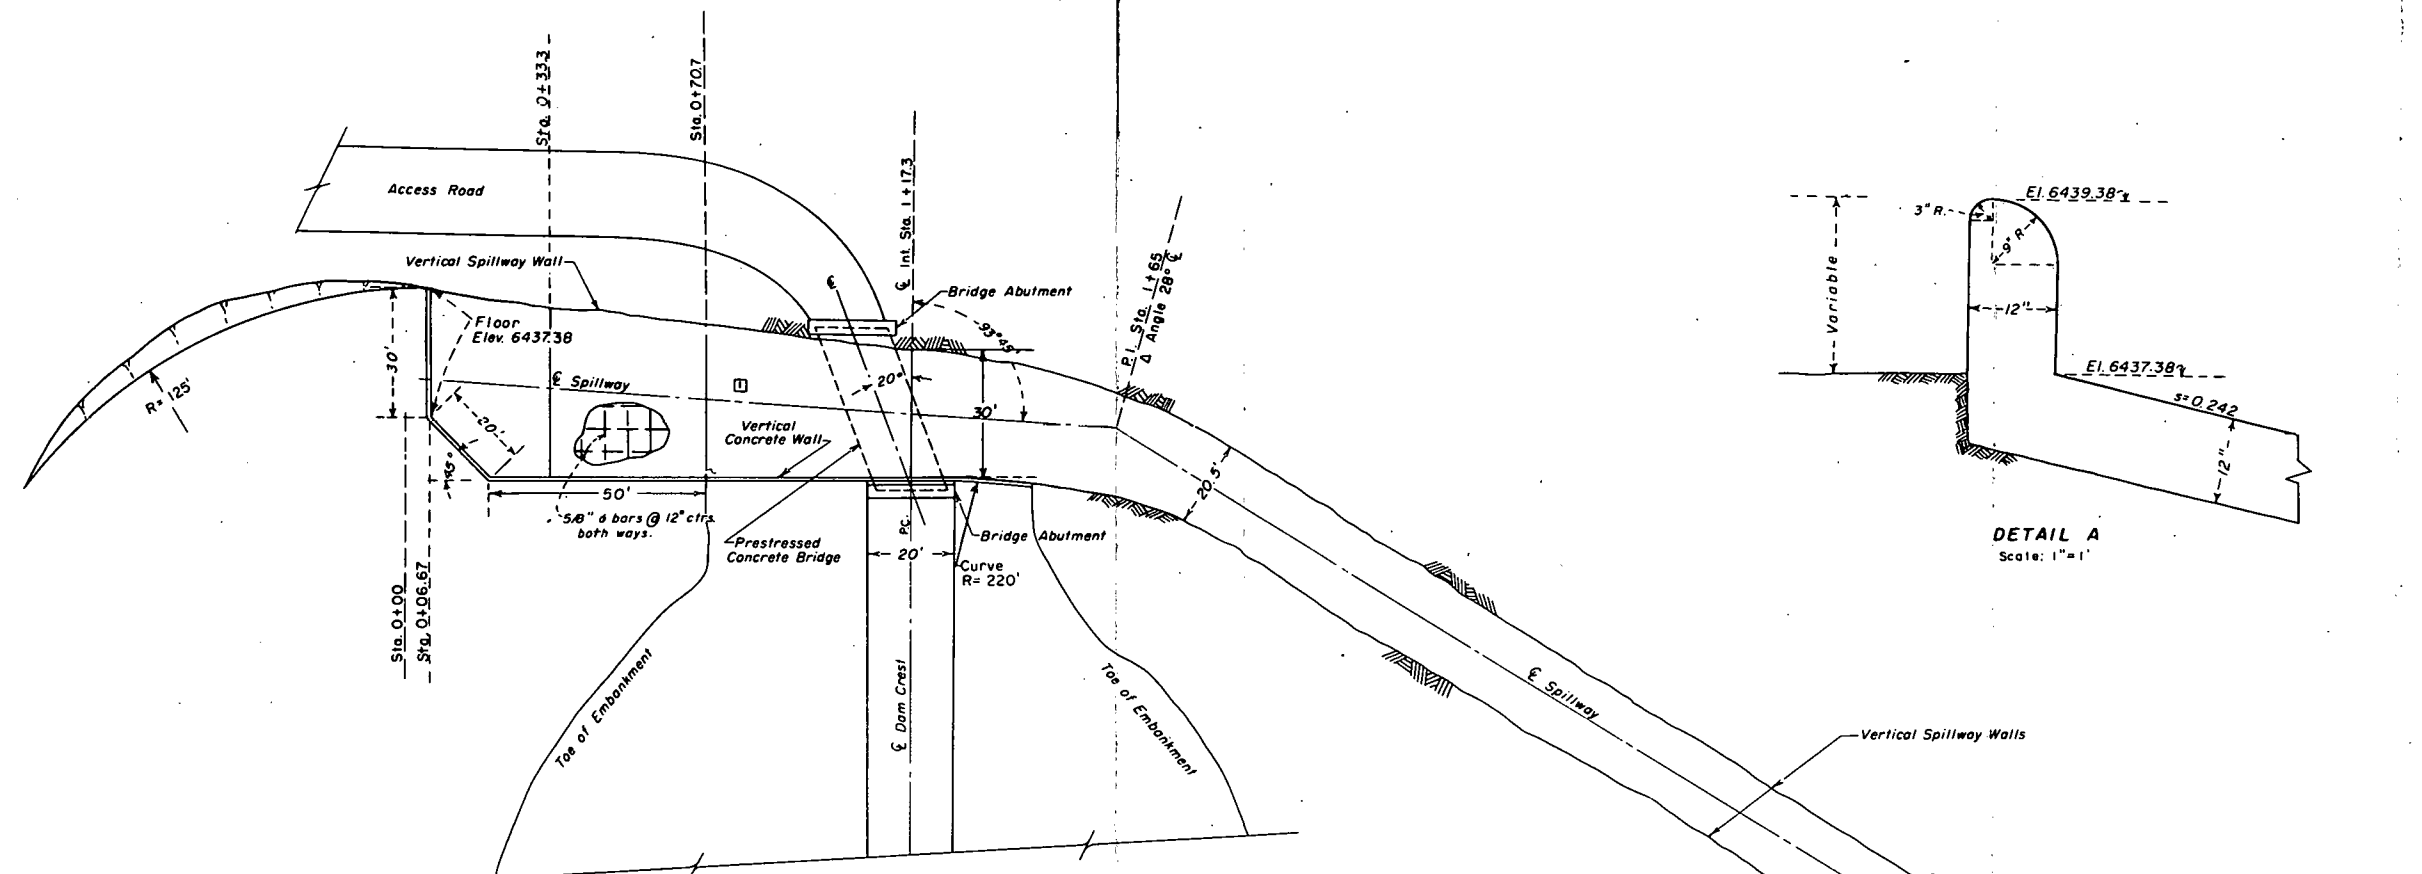 Sta. 0+33.3
Sta. 0+70.7
℄ Int. Sta. 1+17.3
P.I. Sta. 1+65
Δ Angle 28° ℄
Access Road
Vertical Spillway Wall
℄
Bridge Abutment
93°45'
Floor
Elev. 6437.38
30'
R=125'
℄ Spillway
1
20°
30'
20'
45°
Vertical
Concrete Wall
50'
5/8" ø bars @ 12" ctrs.
both ways.
Prestressed
Concrete Bridge
P.C.
20'
Bridge Abutment
Curve
R=220'
20.5'
Sta. 0+00
Sta. 0+06.67
Toe of Embankment
℄ Dam Crest
Toe of Embankment
℄ Spillway
Vertical Spillway Walls
El. 6439.38
3" R.
9" R
Variable
12"
El. 6437.38
s=0.242
12"
DETAIL A
Scale: 1"=1'